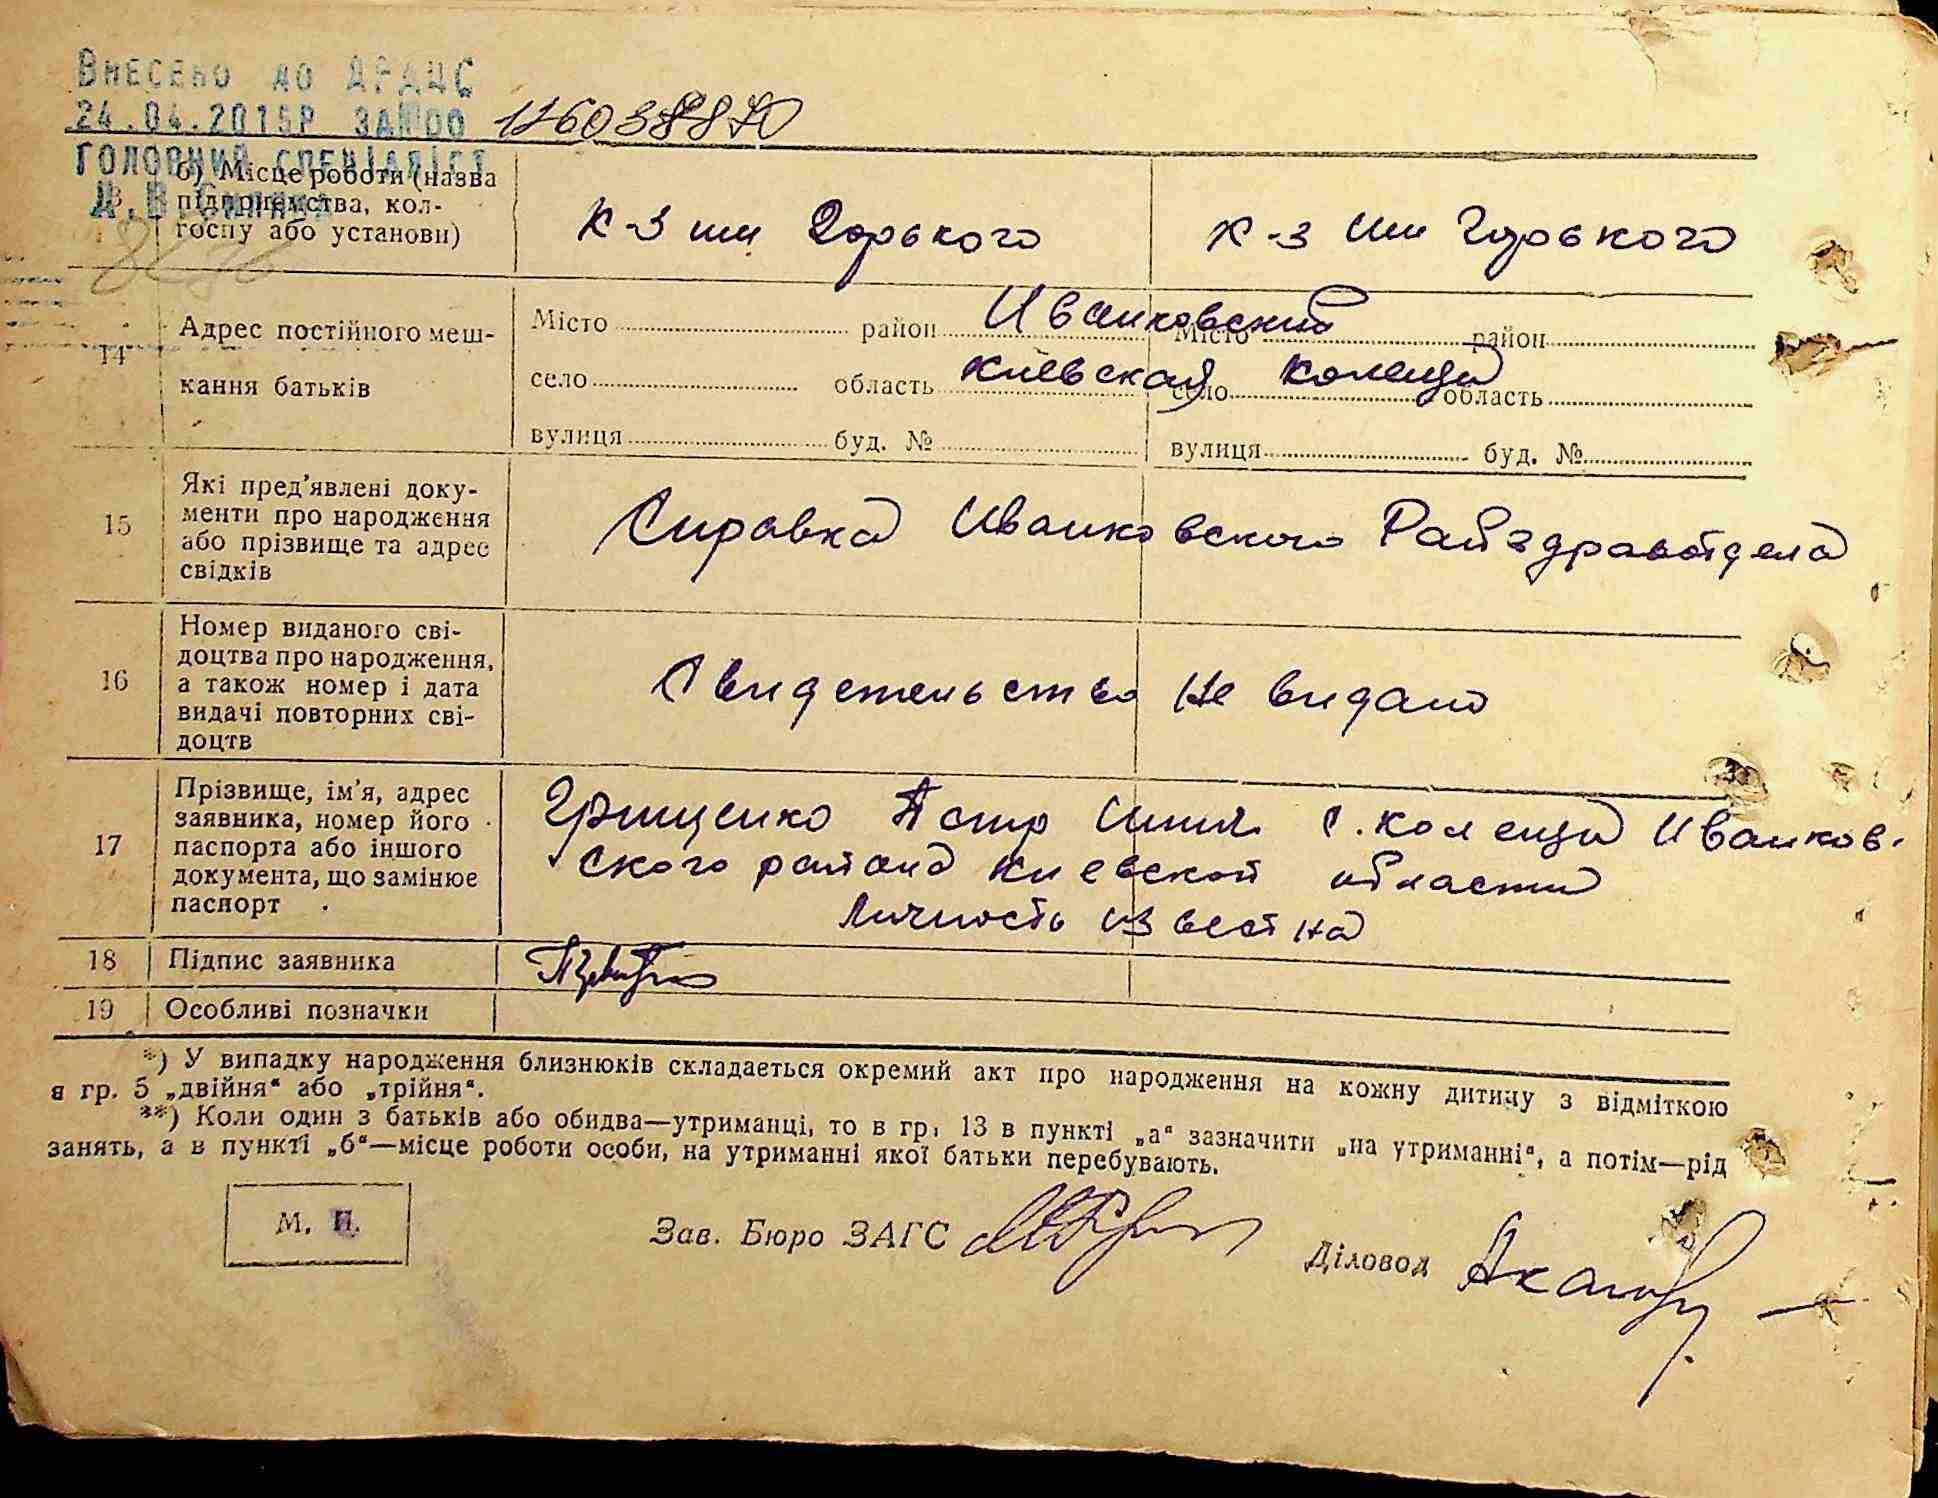 Внесено до ДРАЦС
24.04.2015р за № 00
Головний спеціаліст
13
б) Місце роботи (назва
підприємства, кол-
госпу або установи)
к-з им Горького
к-з им Горького
14
Адрес постійного меш-
кання батьків
Місто район Иванковский Місто район
село область Киевская Коленци село область
вулиця буд. № вулиця буд. №
15
Які пред'явлені доку-
менти про народження
або прізвище та адрес
свідків
Справка Иванковского Райздравотдела
16
Номер виданого сві-
доцтва про народження,
а також номер і дата
видачі повторних сві-
доцтв
Свидетельство не видано
17
Прізвище, ім'я, адрес
заявника, номер його
паспорта або іншого
документа, що замінює
паспорт
Грищенко Петр с. Коленци Иванков-
ского района Киевской области
личность известна
18 Підпис заявника
19 Особливі позначки
*) У випадку народження близнюків складається окремий акт про народження на кожну дитину з відміткою
в гр. 5 „двійня“ або „трійня“.
**) Коли один з батьків або обидва—утриманці, то в гр. 13 в пункті „а“ зазначити „на утриманні“, а потім—рід
занять, а в пункті „б“—місце роботи особи, на утриманні якої батьки перебувають.
М. П.
Зав. Бюро ЗАГС
Діловод